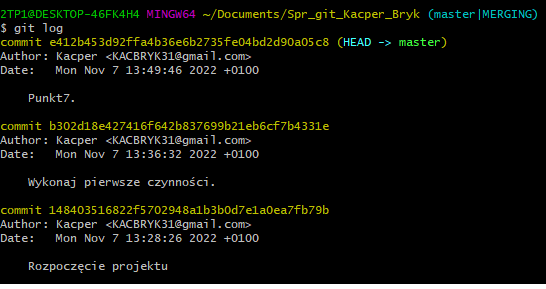 2TP1@DESKTOP-46FK4H4 MINGW64 ~/Documents/Spr_git_Kacper_Bryk (master|MERGING)
$ git log
commit e412b453d92ffa4b36e6b2735fe04bd2d90a05c8 (HEAD -> master)
Author: Kacper <KACBRYK31@gmail.com>
Date:   Mon Nov 7 13:49:46 2022 +0100
    Punkt7.
commit b302d18e427416f642b837699b21eb6cf7b4331e
Author: Kacper <KACBRYK31@gmail.com>
Date:   Mon Nov 7 13:36:32 2022 +0100
    Wykonaj pierwsze czynności.
commit 148403516822f5702948a1b3b0d7e1a0ea7fb79b
Author: Kacper <KACBRYK31@gmail.com>
Date:   Mon Nov 7 13:28:26 2022 +0100
    Rozpoczęcie projektu